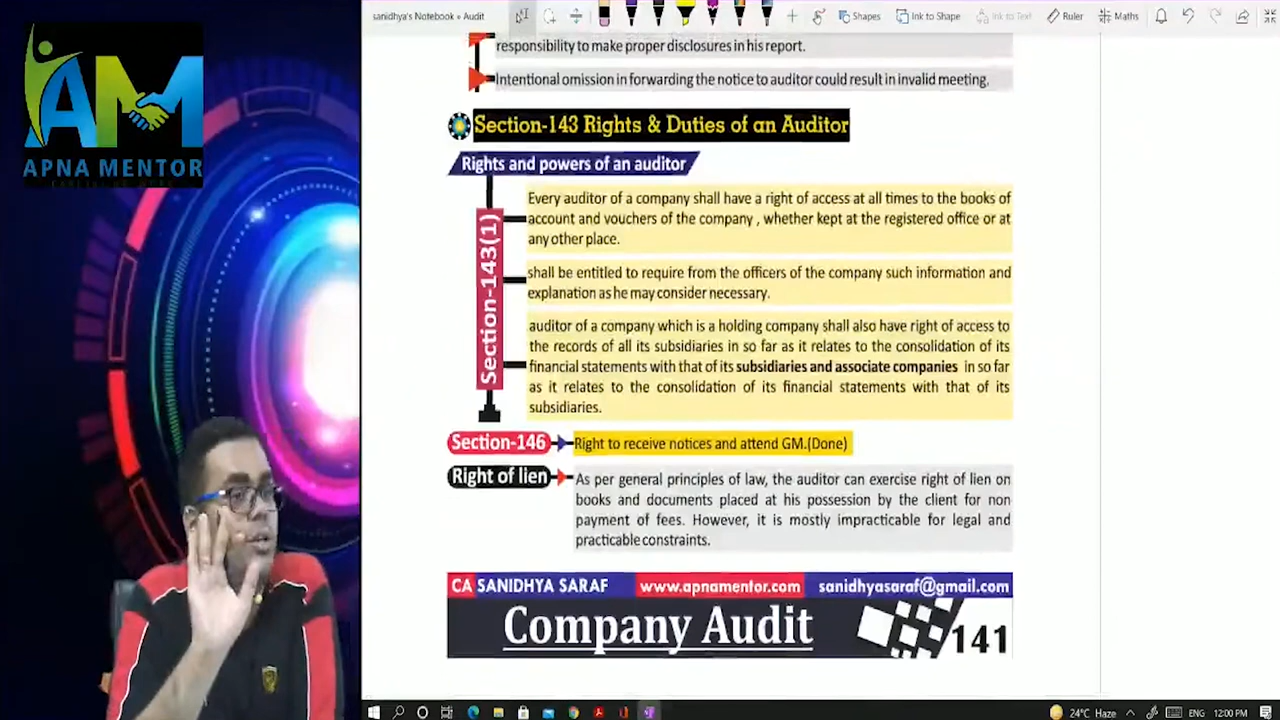 sanidhya's Notebook » Audit
Shapes
Ink to Shape
Ink to Text
Ruler
Maths
AM
APNA MENTOR
responsibility to make proper disclosures in his report.
Intentional omission in forwarding the notice to auditor could result in invalid meeting.
Section-143 Rights & Duties of an Auditor
Rights and powers of an auditor
Section-143(1)
Every auditor of a company shall have a right of access at all times to the books of
account and vouchers of the company , whether kept at the registered office or at
any other place.
shall be entitled to require from the officers of the company such information and
explanation as he may consider necessary.
auditor of a company which is a holding company shall also have right of access to
the records of all its subsidiaries in so far as it relates to the consolidation of its
financial statements with that of its subsidiaries and associate companies in so far
as it relates to the consolidation of its financial statements with that of its
subsidiaries.
Section-146 Right to receive notices and attend GM.(Done)
Right of lien As per general principles of law, the auditor can exercise right of lien on
books and documents placed at his possession by the client for non
payment of fees. However, it is mostly impracticable for legal and
practicable constraints.
CA SANIDHYA SARAF www.apnamentor.com sanidhyasaraf@gmail.com
Company Audit 141
24°C Haze ENG 12:00 PM